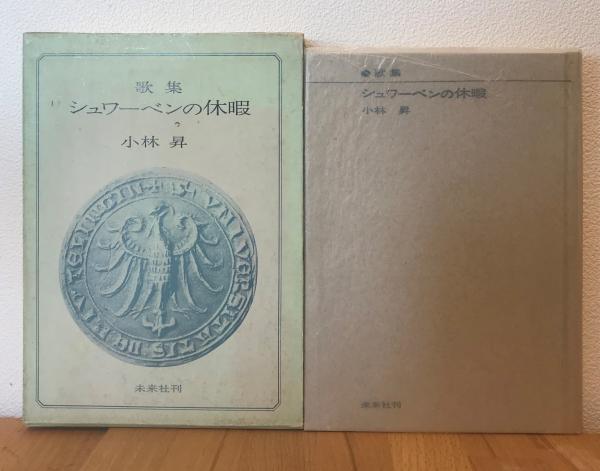 歌集
シュワーベンの休暇
小林 昇
未来社刊
歌集
シュワーベンの休暇
小林 昇
未来社刊